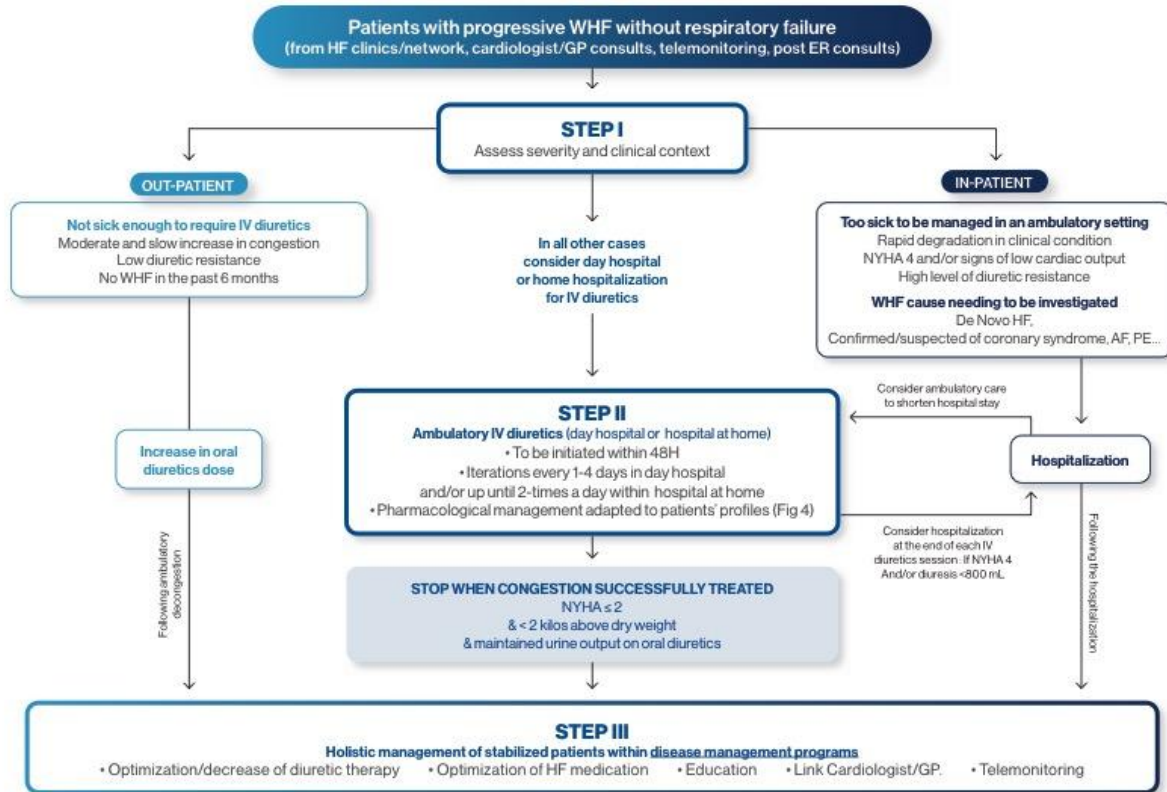 Patients with progressive WHF without respiratory failure
(from HF clinics/network, cardiologist/GP consults, telemonitoring, post ER consults)
STEP I
Assess severity and clinical context
OUT-PATIENT
Not sick enough to require IV diuretics
Moderate and slow increase in congestion
Low diuretic resistance
No WHF in the past 6 months
In all other cases
consider day hospital
or home hospitalization
for IV diuretics
IN-PATIENT
Too sick to be managed in an ambulatory setting
Rapid degradation in clinical condition
NYHA 4 and/or signs of low cardiac output
High level of diuretic resistance
WHF cause needing to be investigated
De Novo HF,
Confirmed/suspected of coronary syndrome, AF, PE...
Increase in oral
diuretics dose
STEP II
Ambulatory IV diuretics (day hospital or hospital at home)
• To be initiated within 48H
• Iterations every 1-4 days in day hospital
and/or up until 2-times a day within hospital at home
• Pharmacological management adapted to patients' profiles (Fig 4)
Consider ambulatory care
to shorten hospital stay
Hospitalization
Consider hospitalization
at the end of each IV
diuretics session: If NYHA 4
And/or diuresis <800 mL
Following ambulatory
decongestion
STOP WHEN CONGESTION SUCCESSFULLY TREATED
NYHA ≤ 2
& < 2 kilos above dry weight
& maintained urine output on oral diuretics
Following the hospitalization
STEP III
Holistic management of stabilized patients within disease management programs
• Optimization/decrease of diuretic therapy • Optimization of HF medication • Education • Link Cardiologist/GP. • Telemonitoring